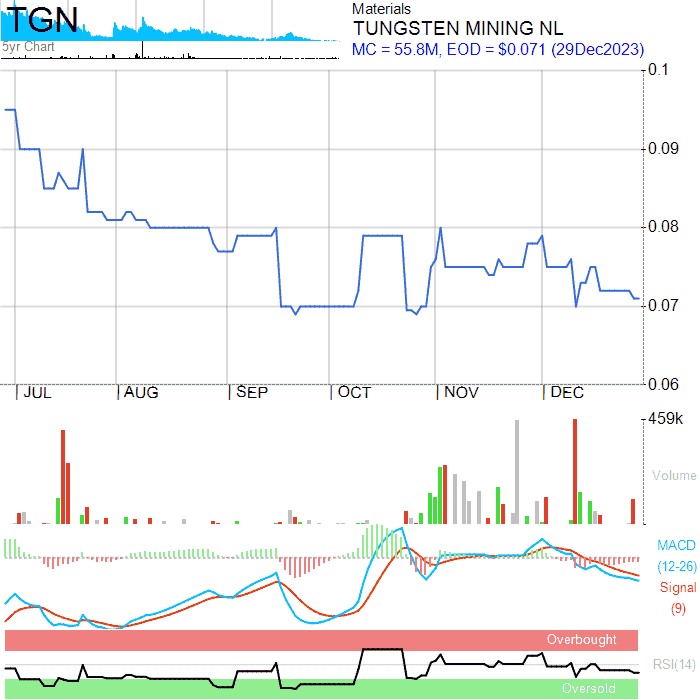 TGN
5yr Chart
Materials
TUNGSTEN MINING NL
MC = 55.8M, EOD = $0.071 (29Dec2023)
0.1
0.09
0.08
0.07
0.06
JUL
AUG
SEP
OCT
NOV
DEC
459k
Volume
MACD
(12-26)
Signal
(9)
Overbought
RSI(14)
Oversold